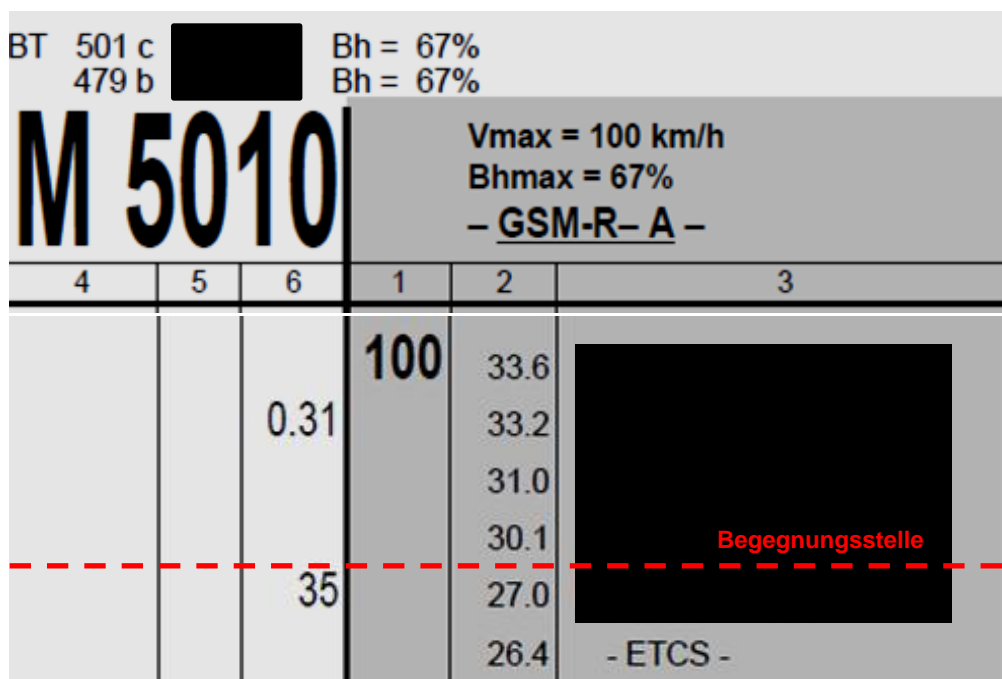 BT 501 c Bh = 67%
479 b Bh = 67%
M 5010
Vmax = 100 km/h
Bhmax = 67%
– GSM-R– A –
4 5 6 1 2 3
100 33.6
0.31 33.2
31.0
30.1 Begegnungsstelle
35 27.0
26.4 - ETCS -